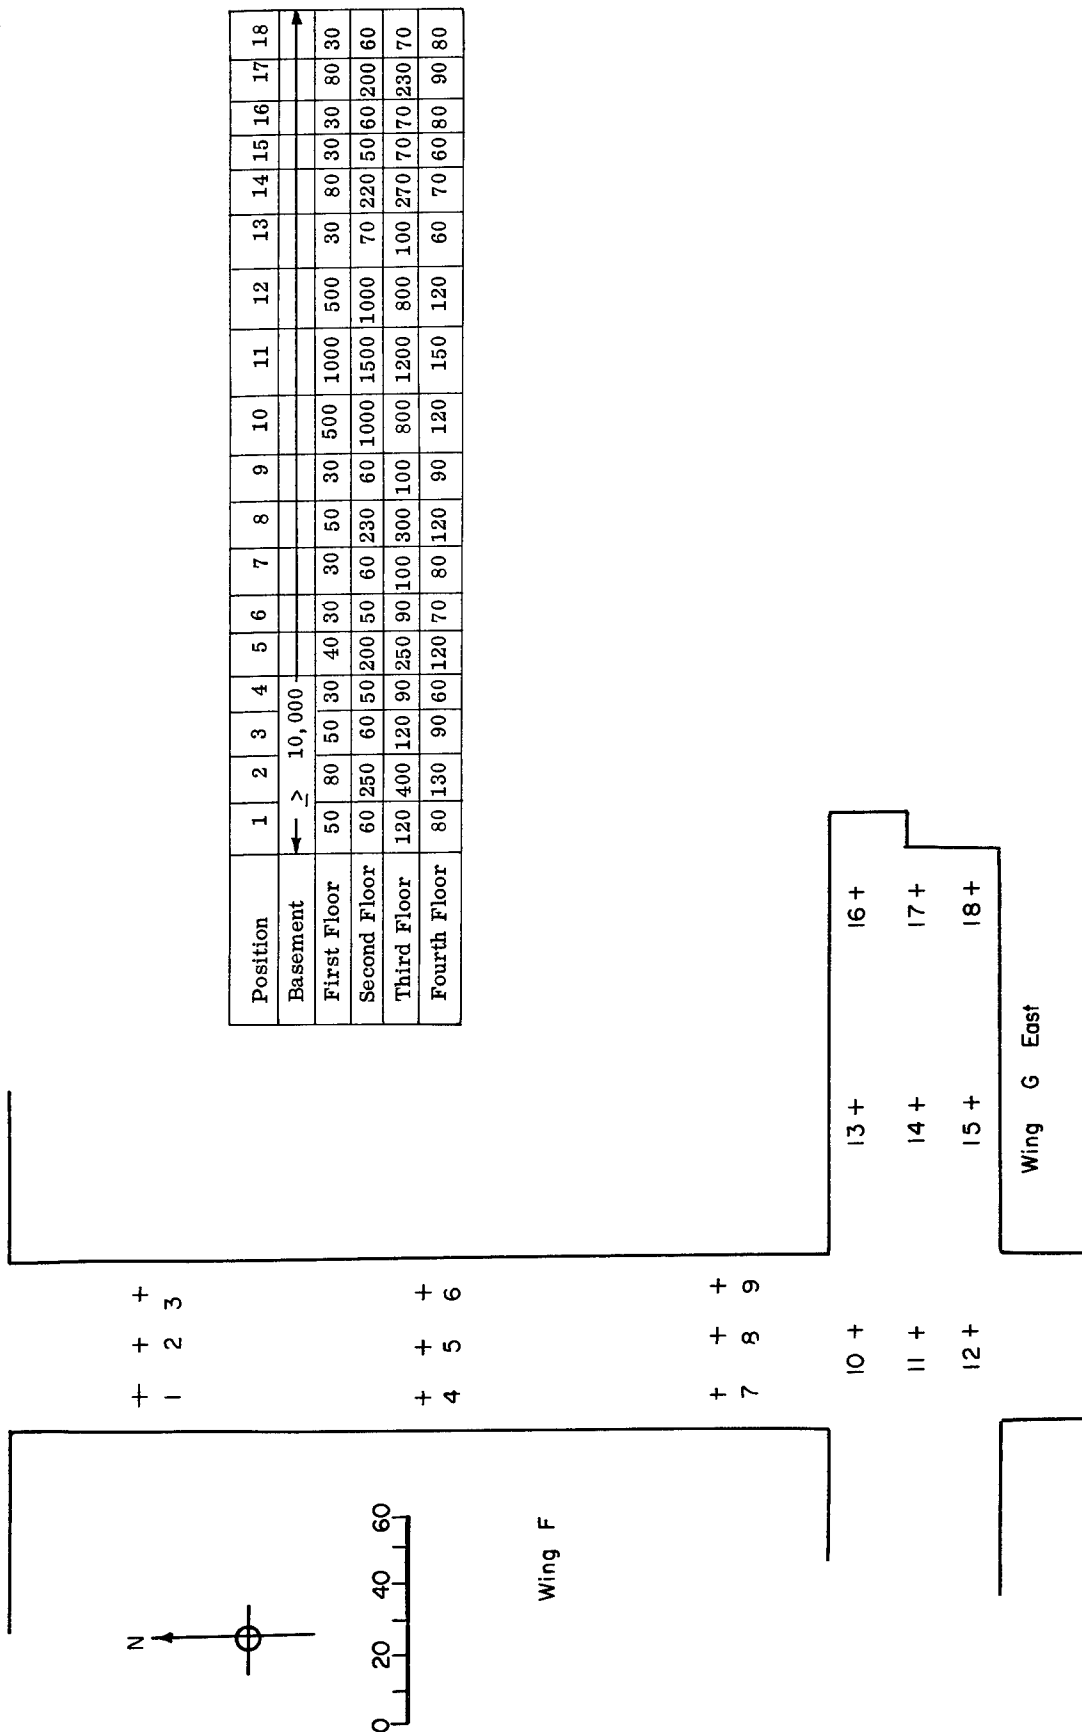 Position 1 2 3 4 5 6 7 8 9 10 11 12 13 14 15 16 17 18
Basement ≥ 10,000
First Floor 50 80 50 30 40 30 30 50 30 500 1000 500 30 80 30 30 80 30
Second Floor 60 250 60 50 200 50 60 230 60 1000 1500 1000 70 220 50 60 200 60
Third Floor 120 400 120 90 250 90 100 300 100 800 1200 800 100 270 70 70 230 70
Fourth Floor 80 130 90 60 120 70 80 120 90 120 150 120 60 70 60 80 90 80
N
0 20 40 60
Wing F
+ + +
1 2 3
+ + +
4 5 6
+ + +
7 8 9
10 + 13 + 16 +
11 + 14 + 17 +
12 + 15 + 18 +
Wing G East